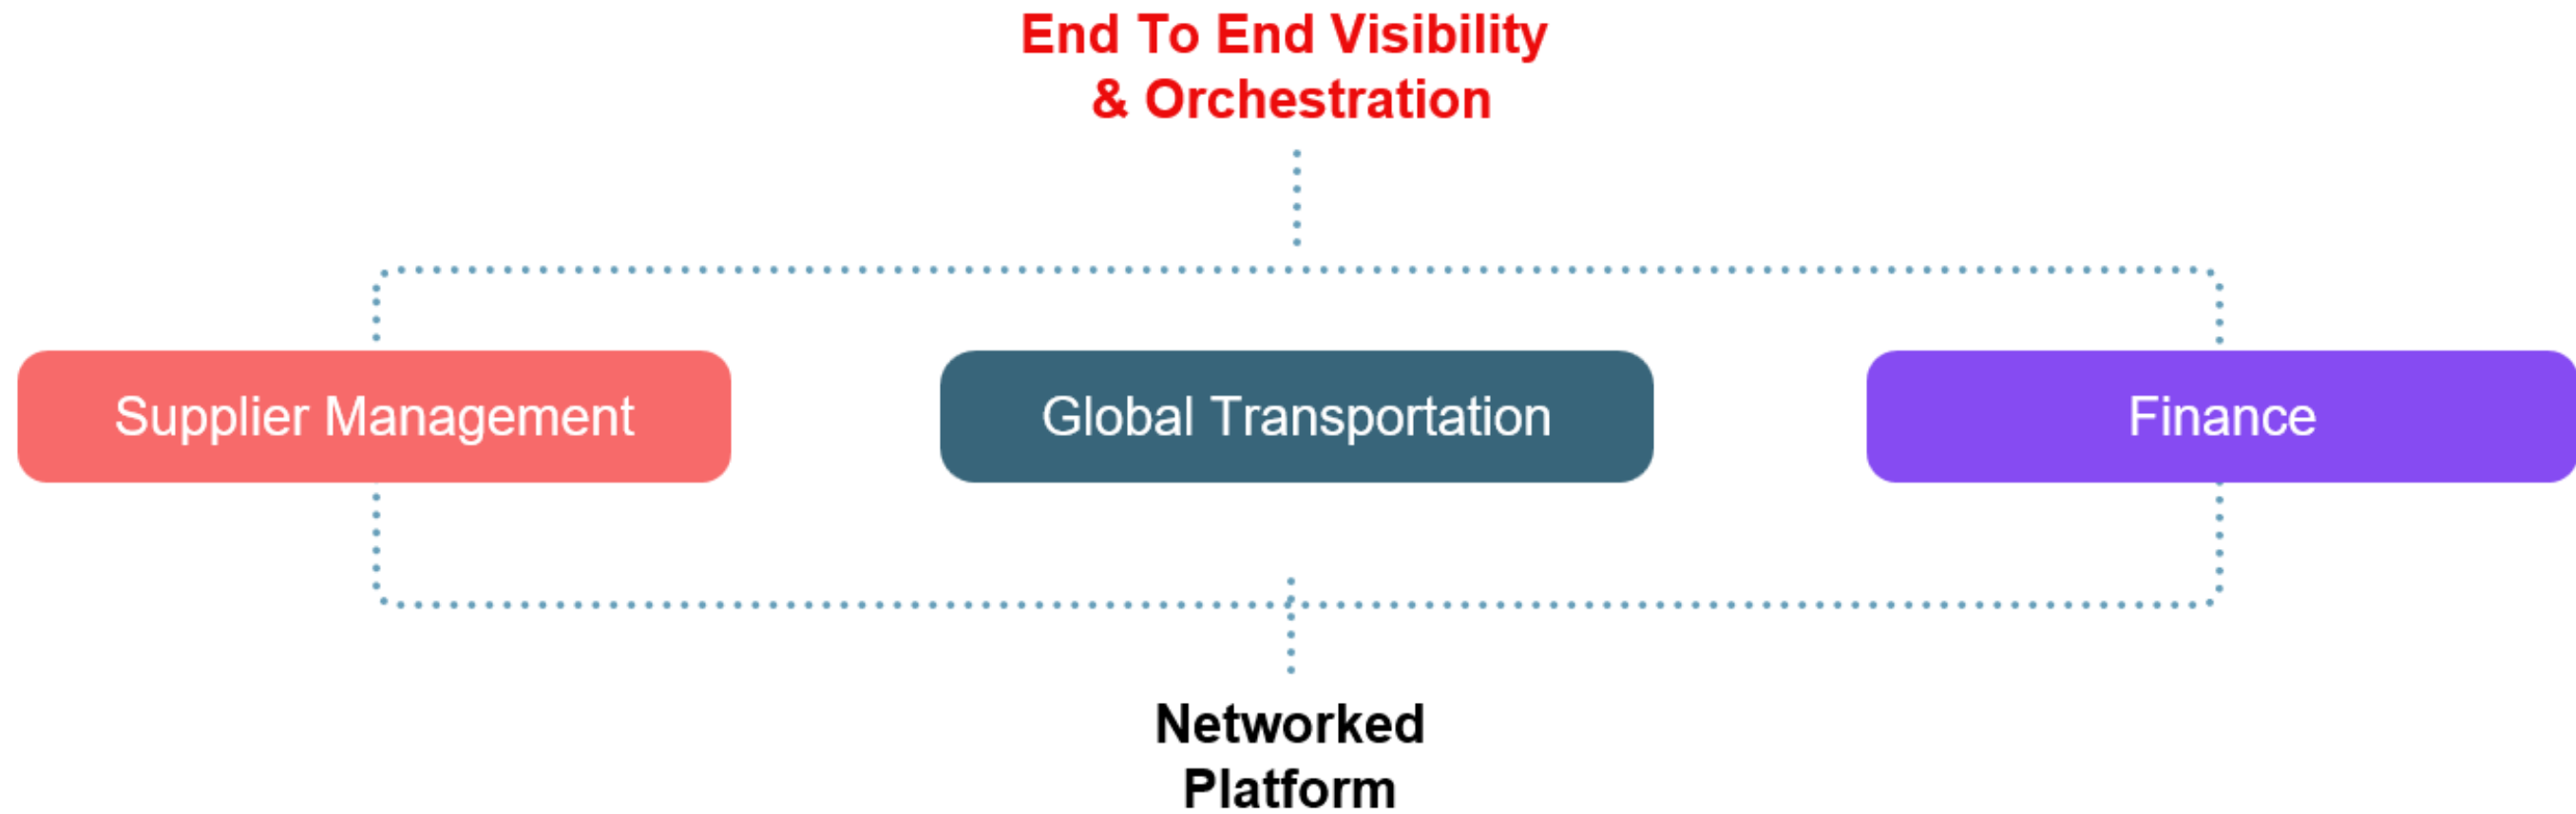 End To End Visibility
& Orchestration
Supplier Management
Global Transportation
Finance
Networked
Platform